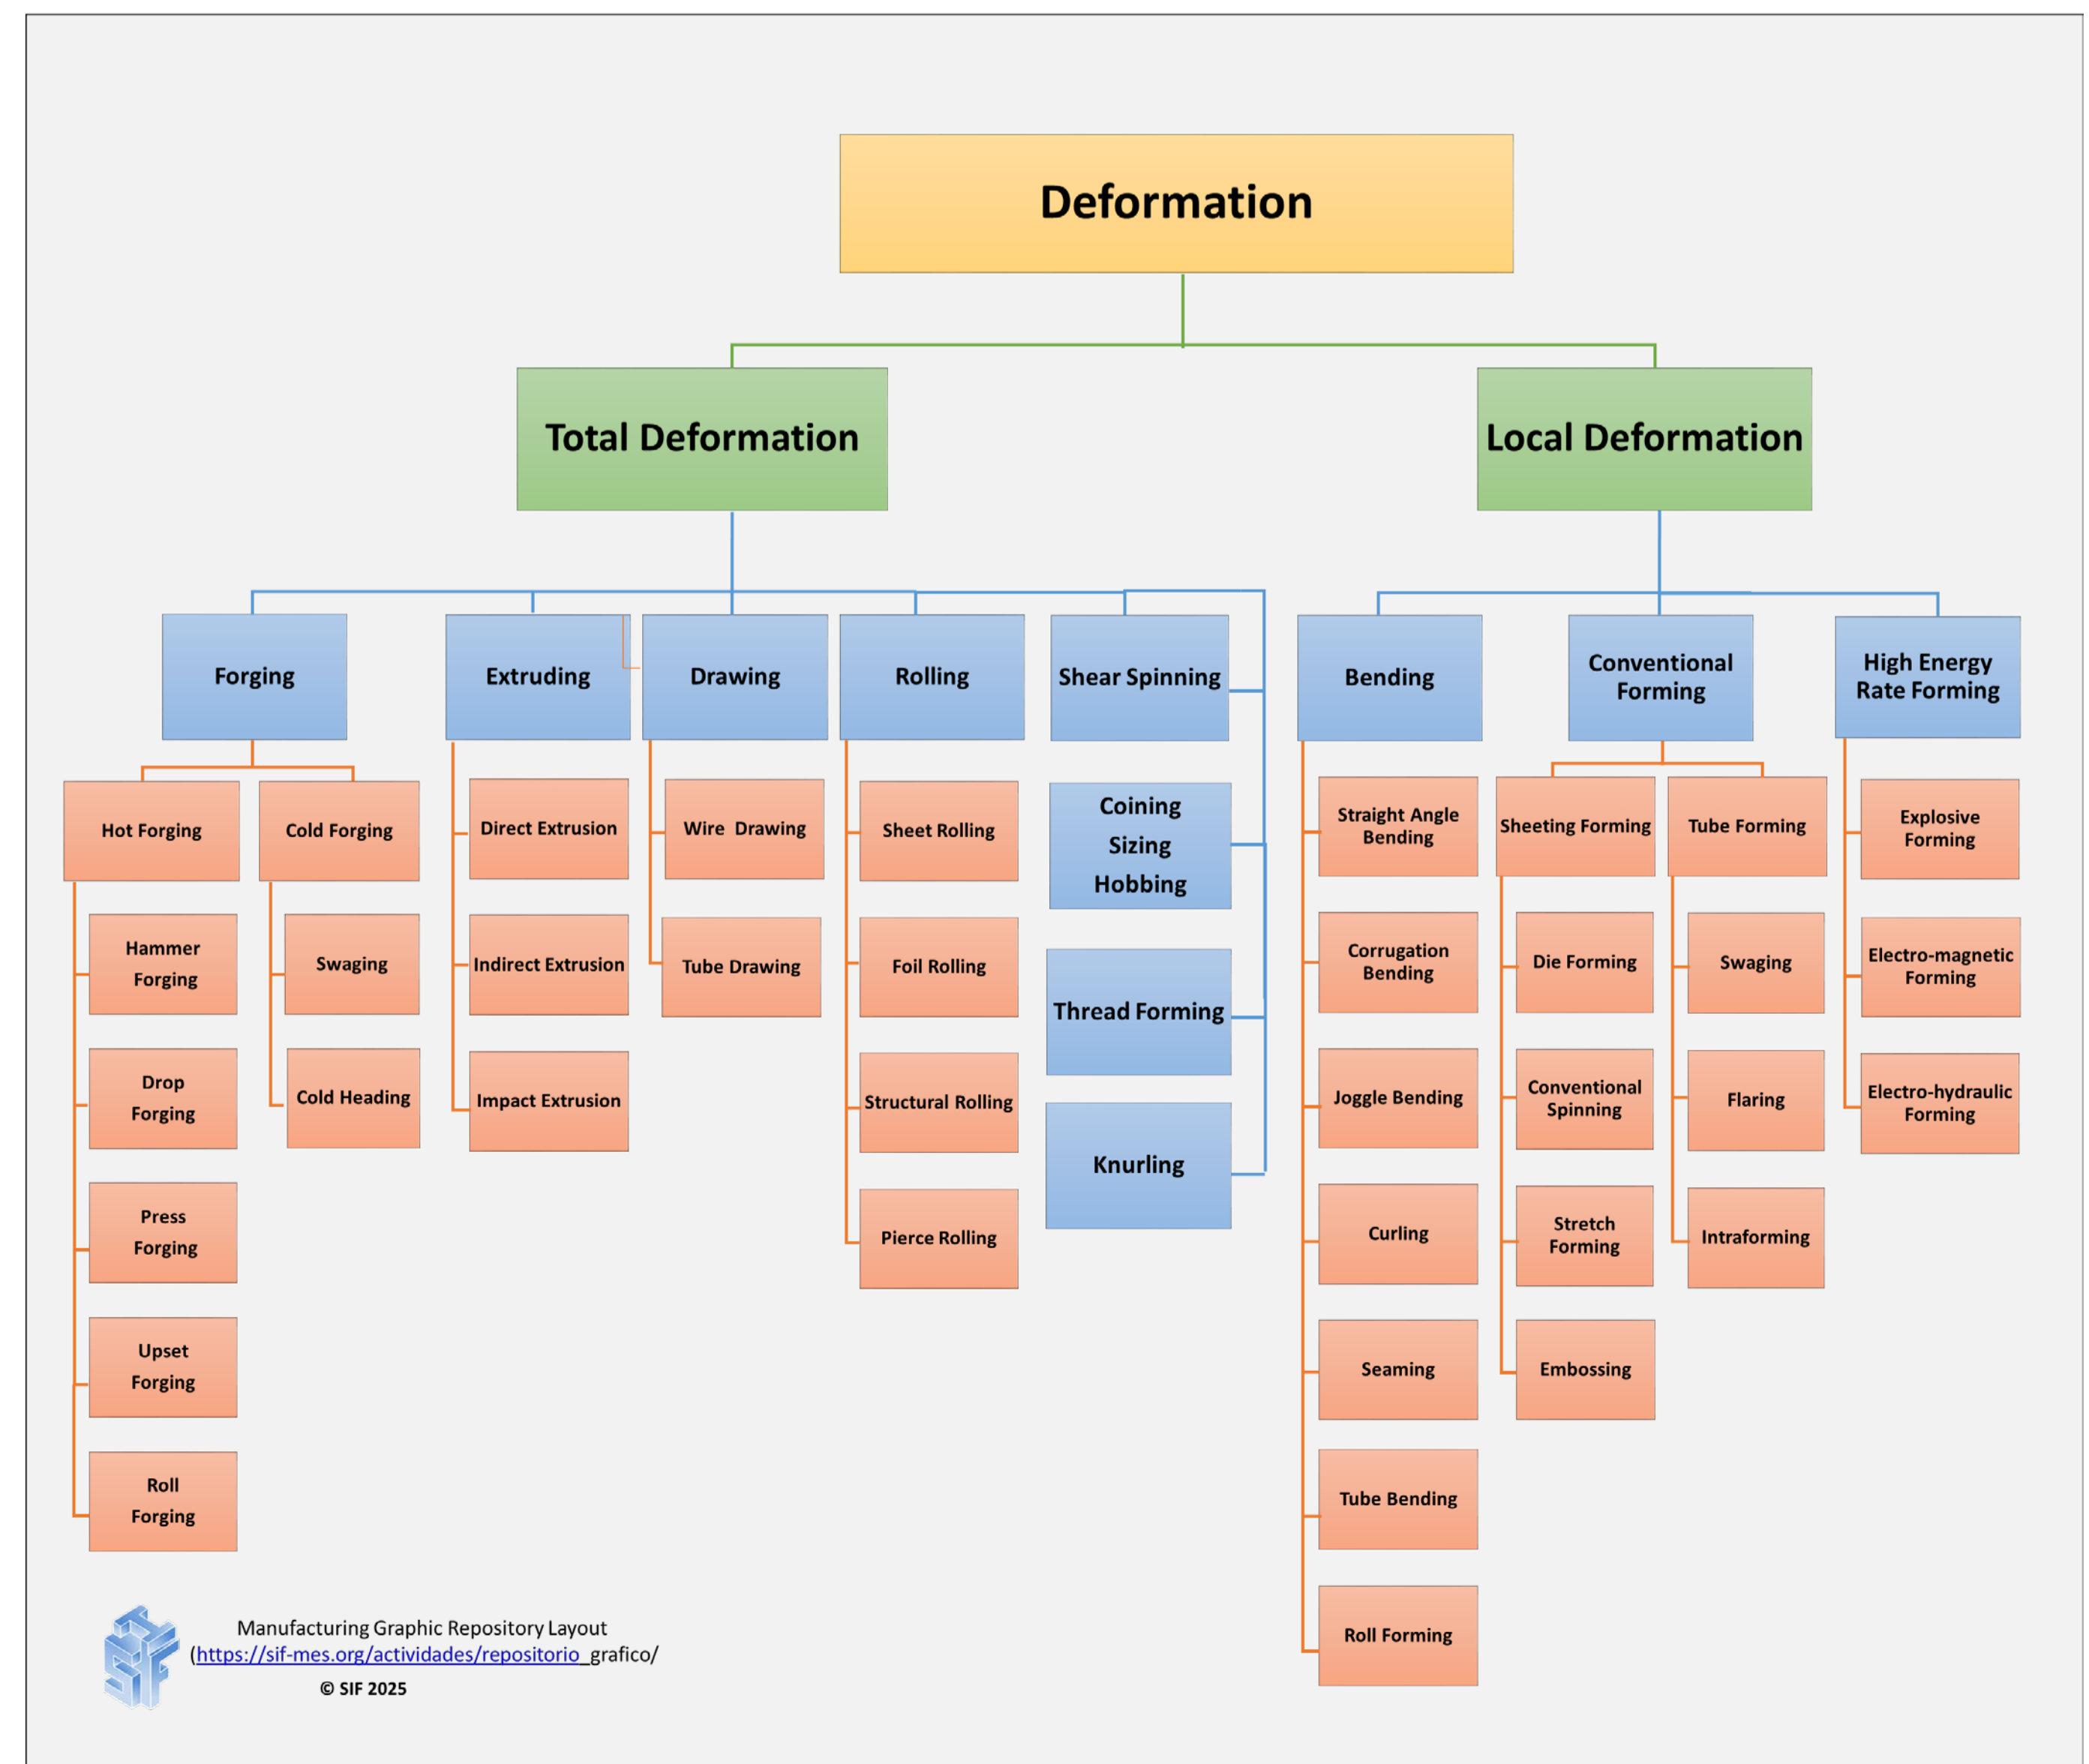 Deformation
Total Deformation
Local Deformation
Forging
Extruding
Drawing
Rolling
Shear Spinning
Bending
Conventional
Forming
High Energy
Rate Forming
Hot Forging
Cold Forging
Hammer
Forging
Drop
Forging
Press
Forging
Upset
Forging
Roll
Forging
Swaging
Cold Heading
Direct Extrusion
Indirect Extrusion
Impact Extrusion
Wire  Drawing
Tube Drawing
Sheet Rolling
Foil Rolling
Structural Rolling
Pierce Rolling
Coining
Sizing
Hobbing
Thread Forming
Knurling
Straight Angle
Bending
Corrugation
Bending
Joggle Bending
Curling
Seaming
Tube Bending
Roll Forming
Sheeting Forming
Tube Forming
Die Forming
Conventional
Spinning
Stretch
Forming
Embossing
Swaging
Flaring
Intraforming
Explosive
Forming
Electro-magnetic
Forming
Electro-hydraulic
Forming
SIF
Manufacturing Graphic Repository Layout
(https://sif-mes.org/actividades/repositorio_grafico/
© SIF 2025